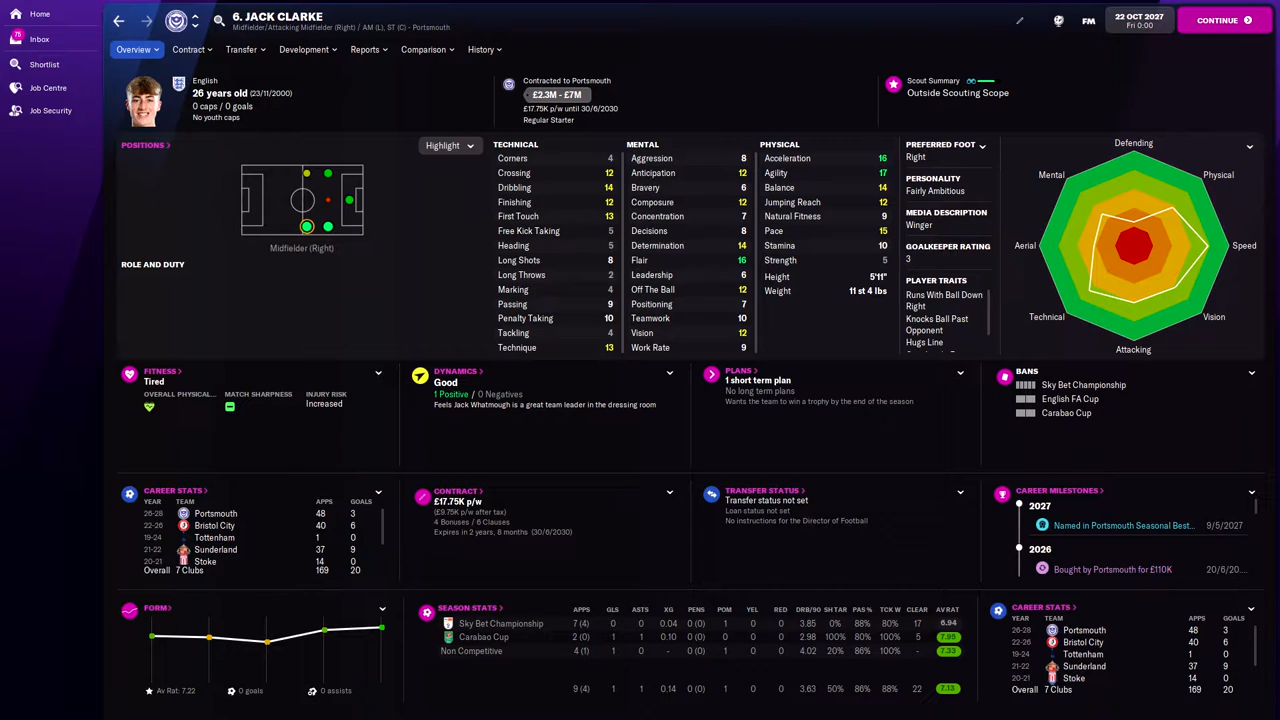 Home
6. JACK CLARKE
Midfielder/Attacking Midfielder (Right) / AM (L), ST (C) - Portsmouth
FM
22 OCT 2027
Fri 0:00
CONTINUE
75
Inbox
Shortlist
Job Centre
Job Security
Overview
Contract
Transfer
Development
Reports
Comparison
History
English
26 years old (23/11/2000)
0 caps / 0 goals
No youth caps
Contracted to Portsmouth
£2.3M - £7M
£17.75K p/w until 30/6/2030
Regular Starter
Scout Summary
Outside Scouting Scope
POSITIONS
Midfielder (Right)
ROLE AND DUTY
Highlight
TECHNICAL
Corners 4
Crossing 12
Dribbling 14
Finishing 12
First Touch 13
Free Kick Taking 5
Heading 5
Long Shots 8
Long Throws 2
Marking 4
Passing 9
Penalty Taking 10
Tackling 4
Technique 13
MENTAL
Aggression 8
Anticipation 12
Bravery 6
Composure 12
Concentration 7
Decisions 8
Determination 14
Flair 16
Leadership 6
Off The Ball 12
Positioning 7
Teamwork 10
Vision 12
Work Rate 9
PHYSICAL
Acceleration 16
Agility 17
Balance 14
Jumping Reach 12
Natural Fitness 9
Pace 15
Stamina 10
Strength 5
Height 5'11"
Weight 11 st 4 lbs
PREFERRED FOOT
Right
PERSONALITY
Fairly Ambitious
MEDIA DESCRIPTION
Winger
GOALKEEPER RATING
3
PLAYER TRAITS
Runs With Ball Down
Right
Knocks Ball Past
Opponent
Hugs Line
Defending
Mental
Physical
Aerial
Speed
Technical
Vision
Attacking
FITNESS
Tired
OVERALL PHYSICAL...
MATCH SHARPNESS
INJURY RISK
Increased
DYNAMICS
Good
1 Positive / 0 Negatives
Feels Jack Whatmough is a great team leader in the dressing room
PLANS
1 short term plan
No long term plans
Wants the team to win a trophy by the end of the season
BANS
Sky Bet Championship
English FA Cup
Carabao Cup
CAREER STATS
YEAR TEAM APPS GOALS
26-28 Portsmouth 48 3
22-26 Bristol City 40 6
19-24 Tottenham 1 0
21-22 Sunderland 37 9
20-21 Stoke 14 0
Overall 7 Clubs 169 20
CONTRACT
£17.75K p/w
(£9.75K p/w after tax)
4 Bonuses / 6 Clauses
Expires in 2 years, 8 months (30/6/2030)
TRANSFER STATUS
Transfer status not set
Loan status not set
No instructions for the Director of Football
CAREER MILESTONES
2027
Named in Portsmouth Seasonal Best... 9/5/2027
2026
Bought by Portsmouth for £110K 20/6/20...
FORM
Av Rat: 7.22
0 goals
0 assists
SEASON STATS APPS GLS ASTS XG PENS POM YEL RED DRB/90 SH TAR PAS % TCK W CLEAR AV RAT
Sky Bet Championship 7 (4) 0 0 0.04 0 (0) 1 0 0 3.85 0% 88% 80% 17 6.94
Carabao Cup 2 (0) 1 1 0.10 0 (0) 0 0 0 2.98 100% 80% 100% 5 7.95
Non Competitive 4 (1) 1 0 - 0 (0) 1 0 0 4.02 20% 86% 100% - 7.33
9 (4) 1 1 0.14 0 (0) 1 0 0 3.63 50% 86% 88% 22 7.13
CAREER STATS
YEAR TEAM APPS GOALS
26-28 Portsmouth 48 3
22-26 Bristol City 40 6
19-24 Tottenham 1 0
21-22 Sunderland 37 9
20-21 Stoke 14 0
Overall 7 Clubs 169 20